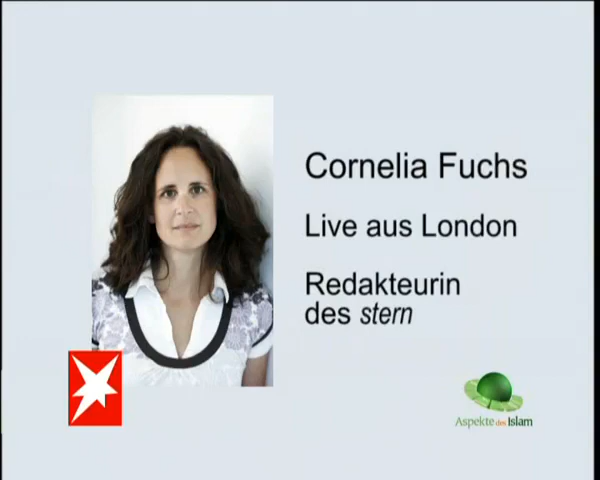 Cornelia Fuchs
Live aus London
Redakteurin
des stern
Aspekte des Islam